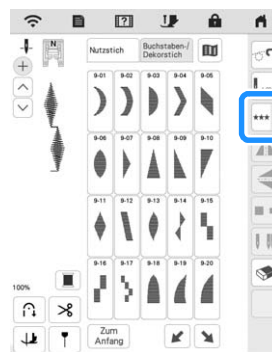 ?
N
Nutzstich
Buchstaben-/
Dekorstich
9-01 9-02 9-03 9-04 9-05
9-06 9-07 9-08 9-09 9-10
9-11 9-12 9-13 9-14 9-15
9-16 9-17 9-18 9-19 9-20
100%
Zum
Anfang
***